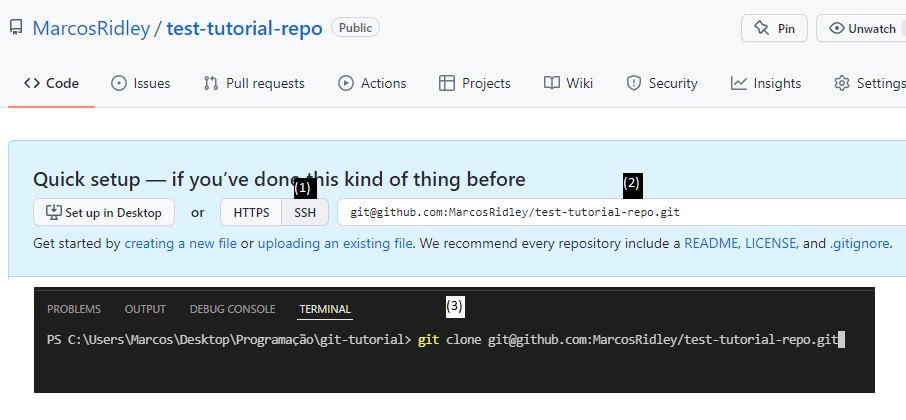 MarcosRidley / test-tutorial-repo Public Pin Unwatch
Code Issues Pull requests Actions Projects Wiki Security Insights Settings
Quick setup — if you've done this kind of thing before
(1) (2)
Set up in Desktop or HTTPS SSH git@github.com:MarcosRidley/test-tutorial-repo.git
Get started by creating a new file or uploading an existing file. We recommend every repository include a README, LICENSE, and .gitignore.
PROBLEMS OUTPUT DEBUG CONSOLE TERMINAL (3)
PS C:\Users\Marcos\Desktop\Programação\git-tutorial> git clone git@github.com:MarcosRidley/test-tutorial-repo.git